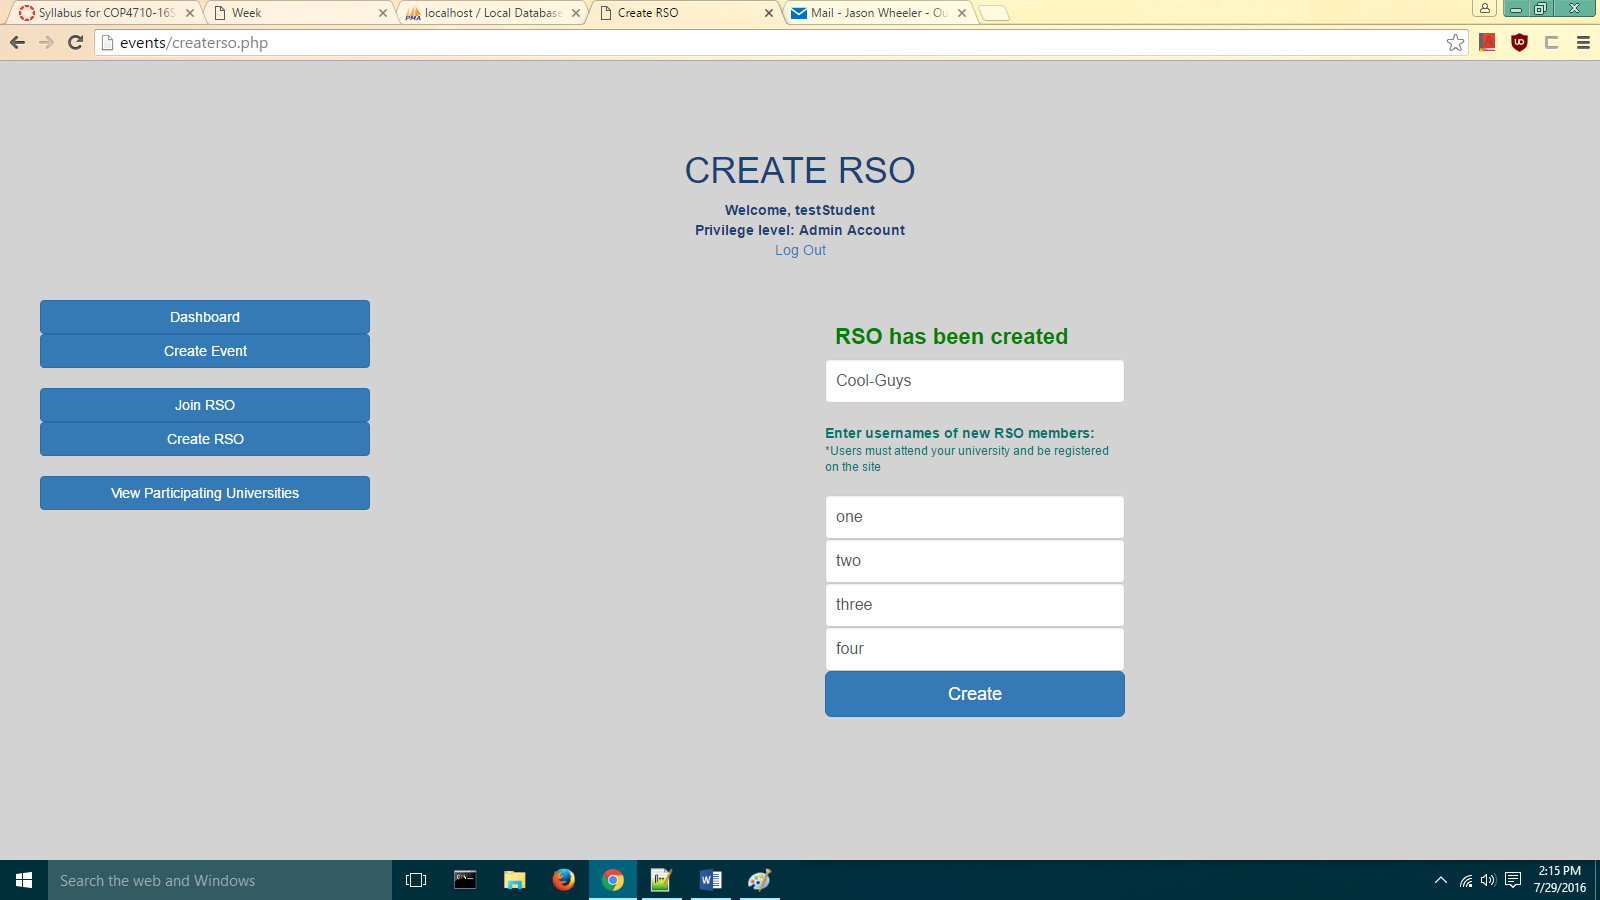 Syllabus for COP4710-16S
Week
localhost / Local Database
Create RSO
Mail - Jason Wheeler - Ou
events/createrso.php
CREATE RSO
Welcome, testStudent
Privilege level: Admin Account
Log Out
Dashboard
Create Event
Join RSO
Create RSO
View Participating Universities
RSO has been created
Cool-Guys
Enter usernames of new RSO members:
*Users must attend your university and be registered
on the site
one
two
three
four
Create
Search the web and Windows
2:15 PM
7/29/2016